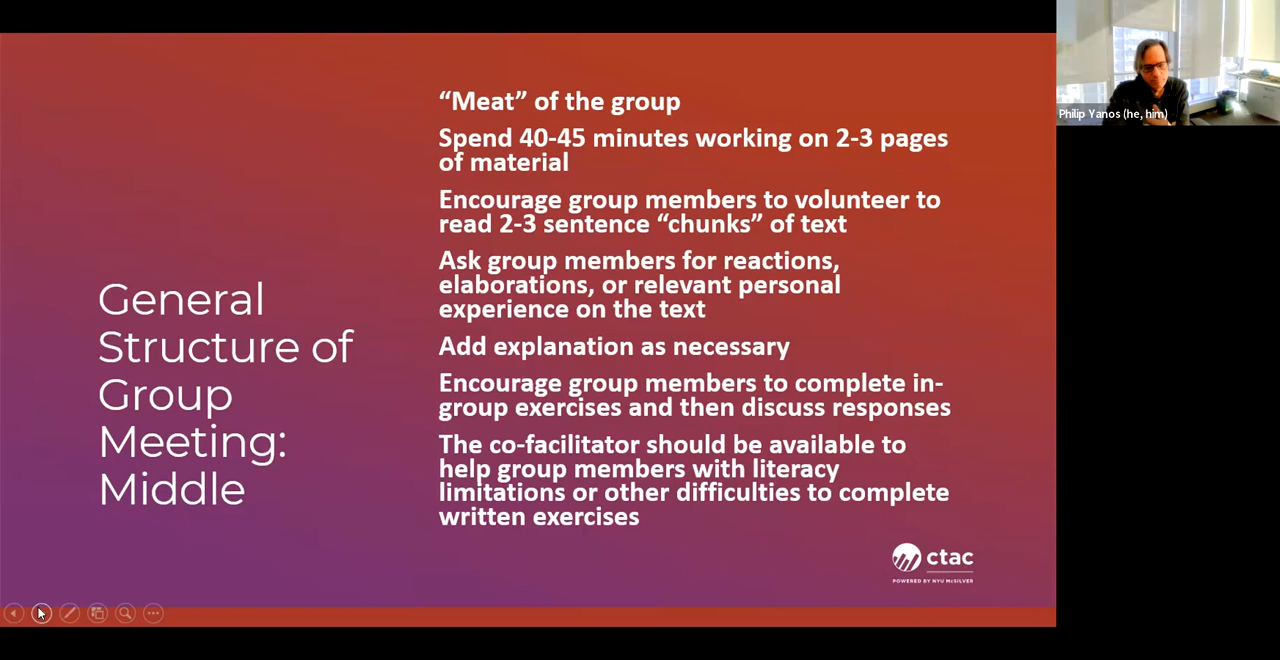 General
Structure of
Group
Meeting:
Middle
“Meat” of the group
Spend 40-45 minutes working on 2-3 pages
of material
Encourage group members to volunteer to
read 2-3 sentence “chunks” of text
Ask group members for reactions,
elaborations, or relevant personal
experience on the text
Add explanation as necessary
Encourage group members to complete in-
group exercises and then discuss responses
The co-facilitator should be available to
help group members with literacy
limitations or other difficulties to complete
written exercises
ctac
POWERED BY NYU McSILVER
Philip Yanos (he, him)